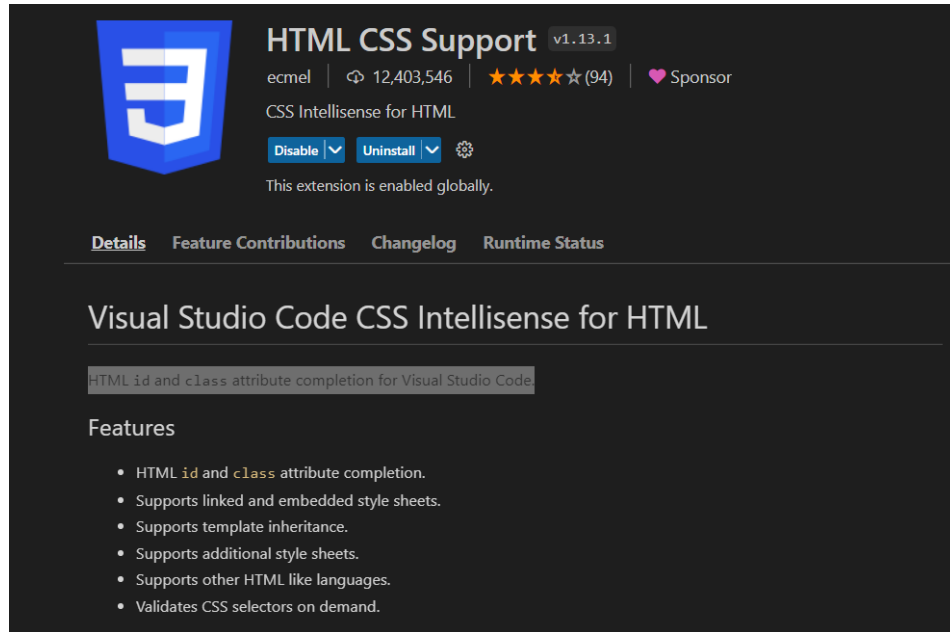 HTML CSS Support v1.13.1
ecmel 12,403,546 (94) Sponsor
CSS Intellisense for HTML
Disable Uninstall
This extension is enabled globally.
Details Feature Contributions Changelog Runtime Status
Visual Studio Code CSS Intellisense for HTML
HTML id and class attribute completion for Visual Studio Code.
Features
• HTML id and class attribute completion.
• Supports linked and embedded style sheets.
• Supports template inheritance.
• Supports additional style sheets.
• Supports other HTML like languages.
• Validates CSS selectors on demand.